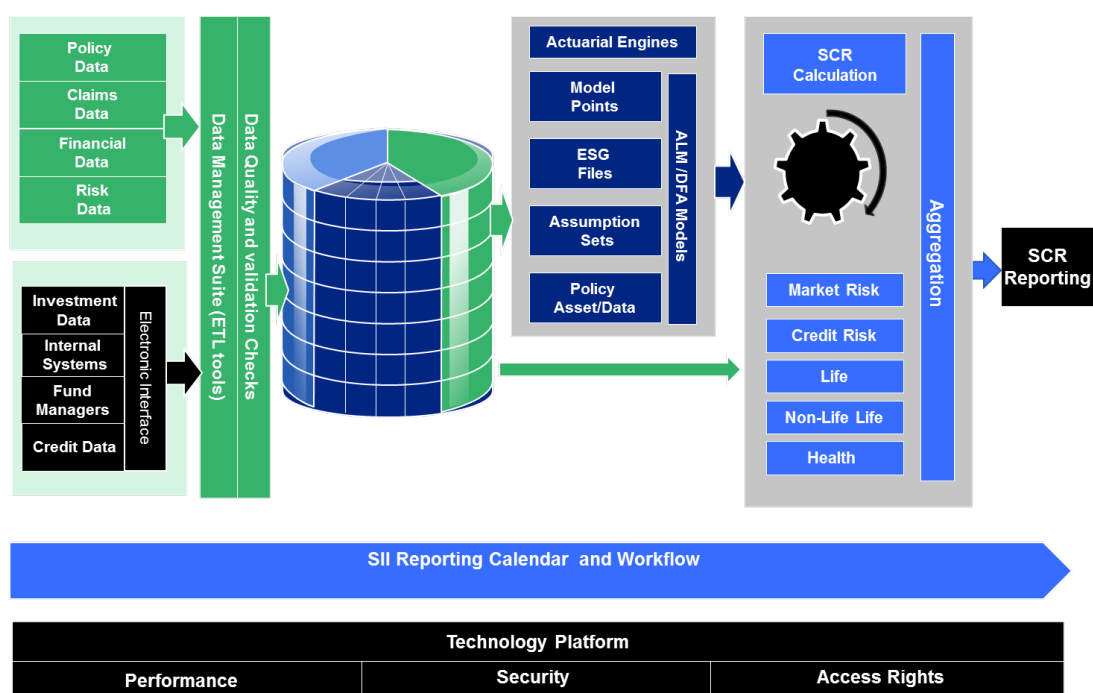 Policy
Data
Claims
Data
Financial
Data
Risk
Data
Investment
Data
Internal
Systems
Fund
Managers
Credit Data
Electronic Interface
Data Management Suite (ETL tools)
Data Quality and validation Checks
Actuarial Engines
Model
Points
ESG
Files
Assumption
Sets
Policy
Asset/Data
ALM /DFA Models
SCR
Calculation
Market Risk
Credit Risk
Life
Non-Life Life
Health
Aggregation
SCR
Reporting
SII Reporting Calendar and Workflow
Technology Platform
Performance
Security
Access Rights